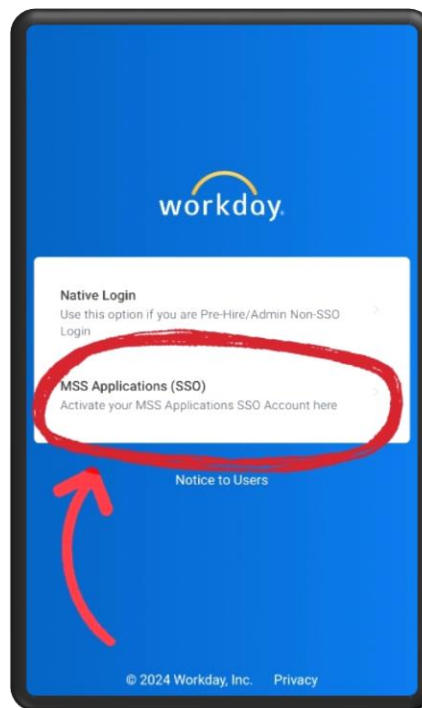 workday.
Native Login
Use this option if you are Pre-Hire/Admin Non-SSO
Login
MSS Applications (SSO)
Activate your MSS Applications SSO Account here
Notice to Users
© 2024 Workday, Inc. Privacy